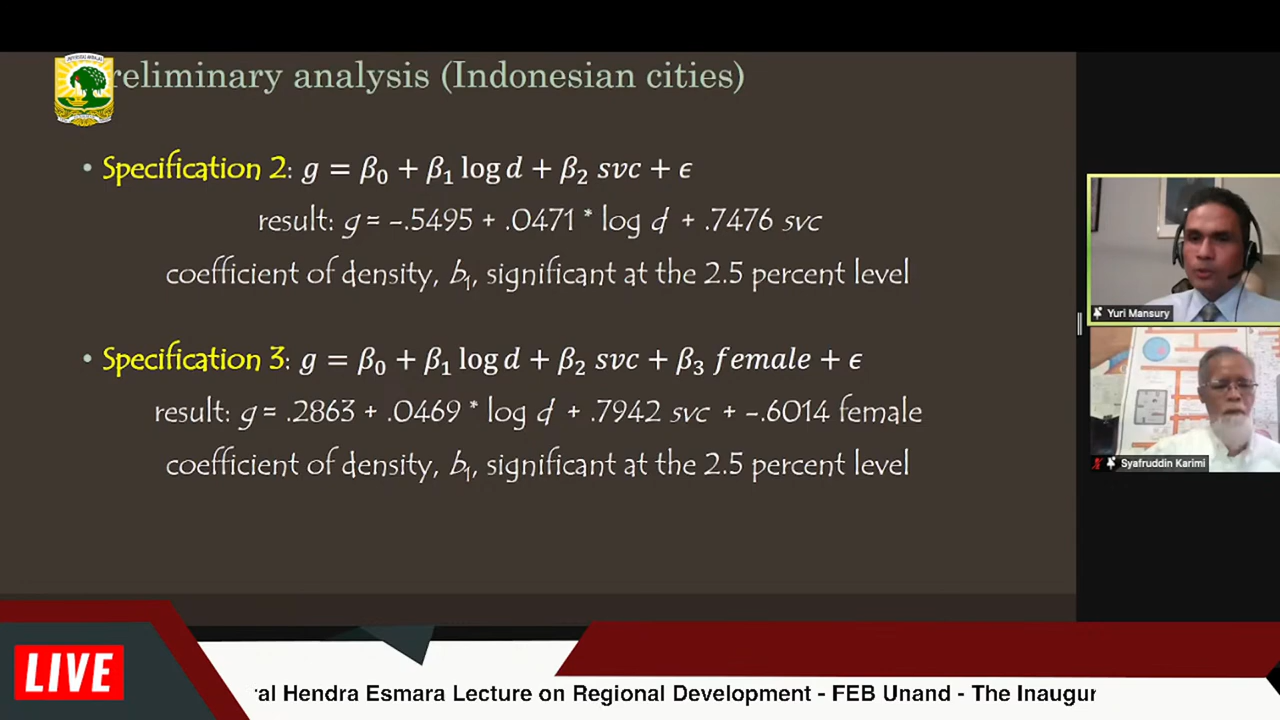 reliminary analysis (Indonesian cities)
• Specification 2: g = β₀ + β₁ log d + β₂ svc + ϵ
result: g = -.5495 + .0471 * log d + .7476 svc
coefficient of density, b₁, significant at the 2.5 percent level
• Specification 3: g = β₀ + β₁ log d + β₂ svc + β₃ female + ϵ
result: g = .2863 + .0469 * log d + .7942 svc + -.6014 female
coefficient of density, b₁, significant at the 2.5 percent level
Yuri Mansury
Syafruddin Karimi
LIVE
ral Hendra Esmara Lecture on Regional Development - FEB Unand - The Inaugur